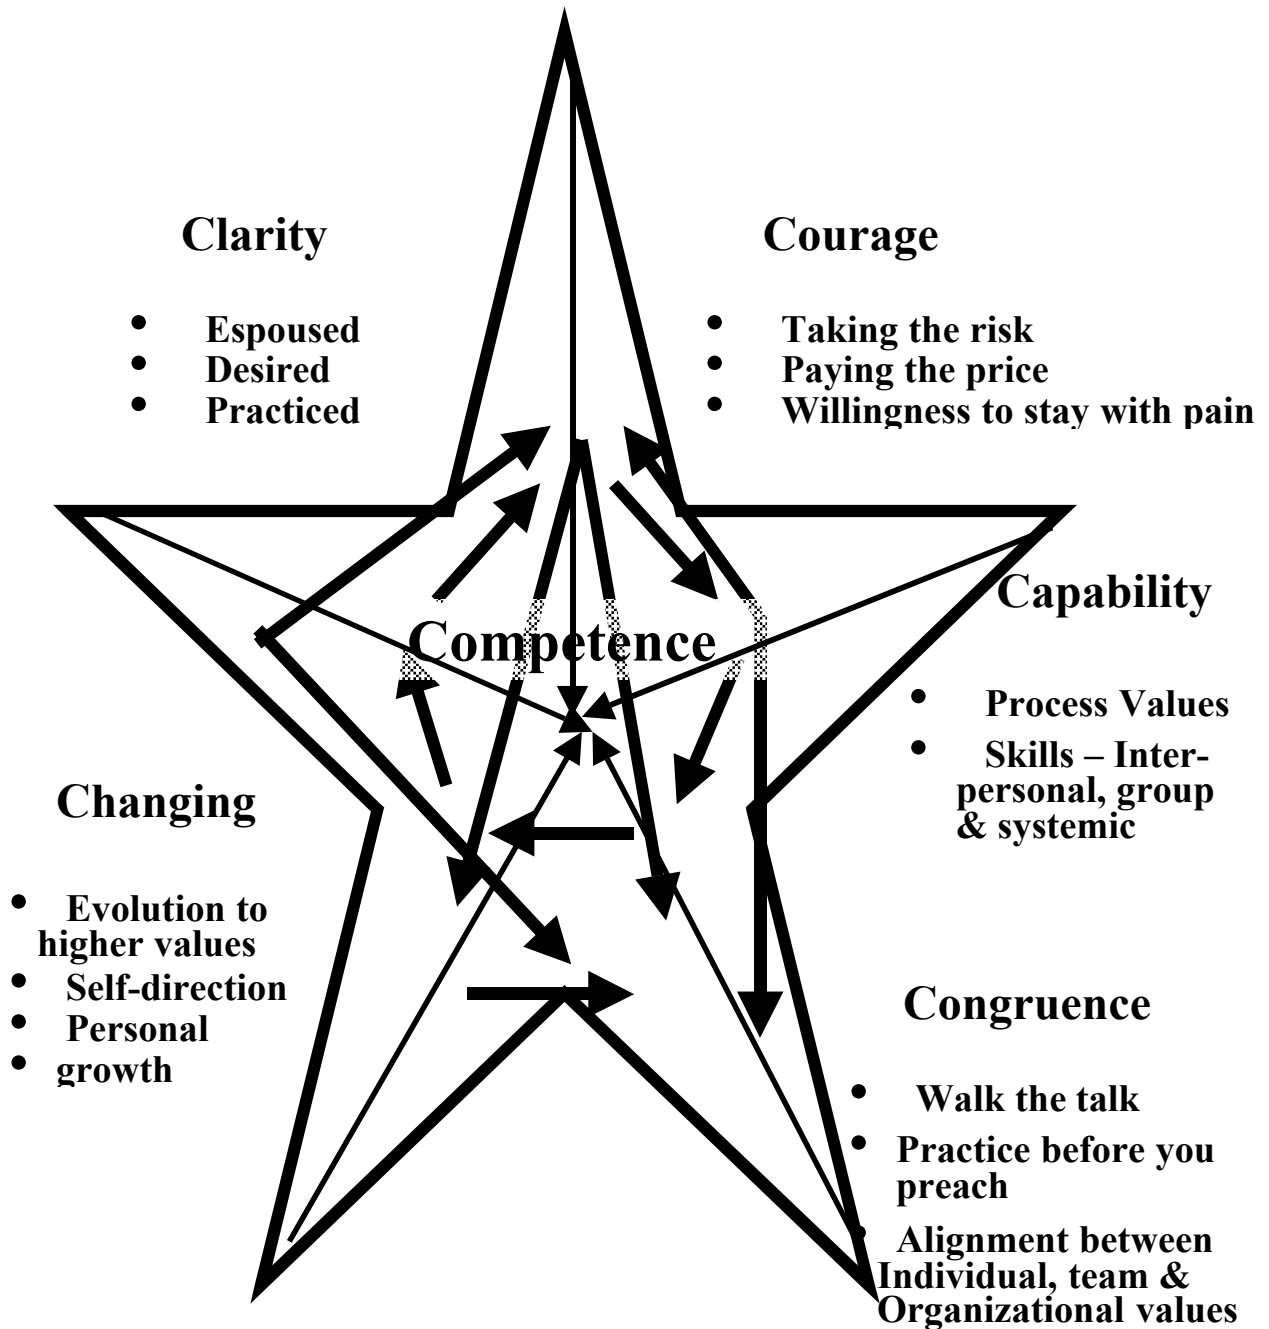 Clarity
• Espoused
• Desired
• Practiced
Courage
• Taking the risk
• Paying the price
• Willingness to stay with pain
Competence
Capability
• Process Values
• Skills – Inter-
personal, group
& systemic
Changing
• Evolution to
higher values
• Self-direction
• Personal
• growth
Congruence
• Walk the talk
• Practice before you
preach
• Alignment between
Individual, team &
Organizational values